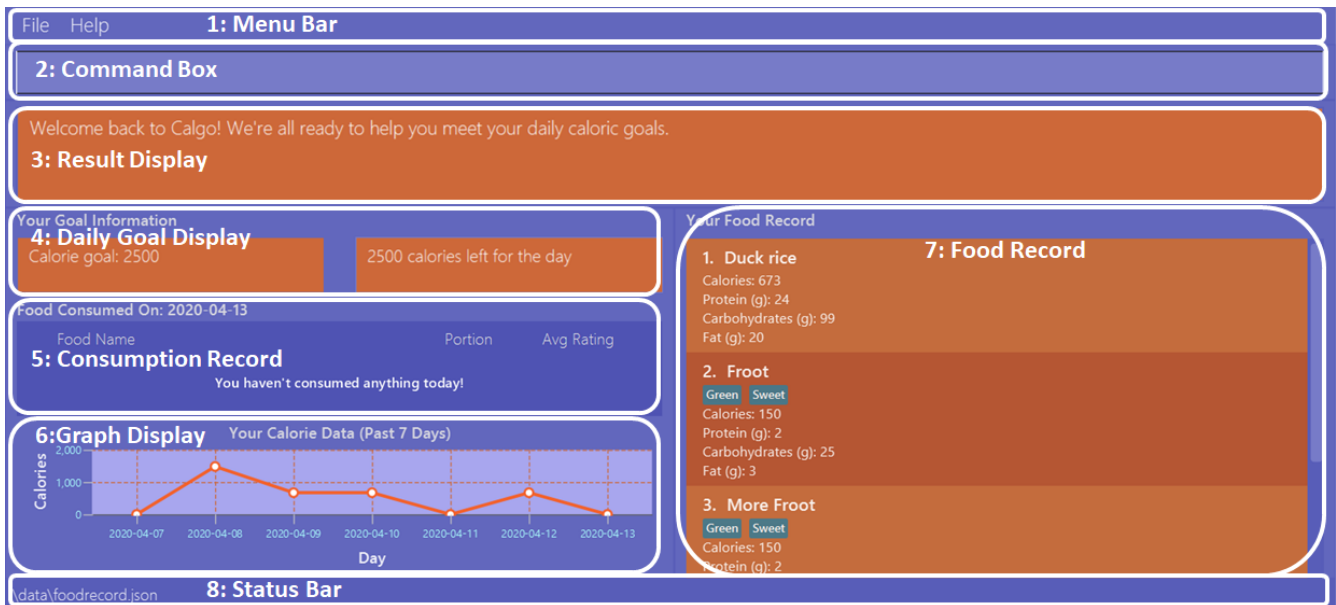 File Help 1: Menu Bar
2: Command Box
Welcome back to Calgo! We're all ready to help you meet your daily caloric goals.
3: Result Display
Your Goal Information
4: Daily Goal Display
Calorie goal: 2500
2500 calories left for the day
Food Consumed On: 2020-04-13
Food Name Portion Avg Rating
5: Consumption Record
You haven't consumed anything today!
6:Graph Display
Your Calorie Data (Past 7 Days)
Calories
2,000
1,000
0
2020-04-07 2020-04-08 2020-04-09 2020-04-10 2020-04-11 2020-04-12 2020-04-13
Day
Your Food Record
7: Food Record
1. Duck rice
Calories: 673
Protein (g): 24
Carbohydrates (g): 99
Fat (g): 20
2. Froot
Green Sweet
Calories: 150
Protein (g): 2
Carbohydrates (g): 25
Fat (g): 3
3. More Froot
Green Sweet
Calories: 150
Protein (g): 2
8: Status Bar
\data\foodrecord.json